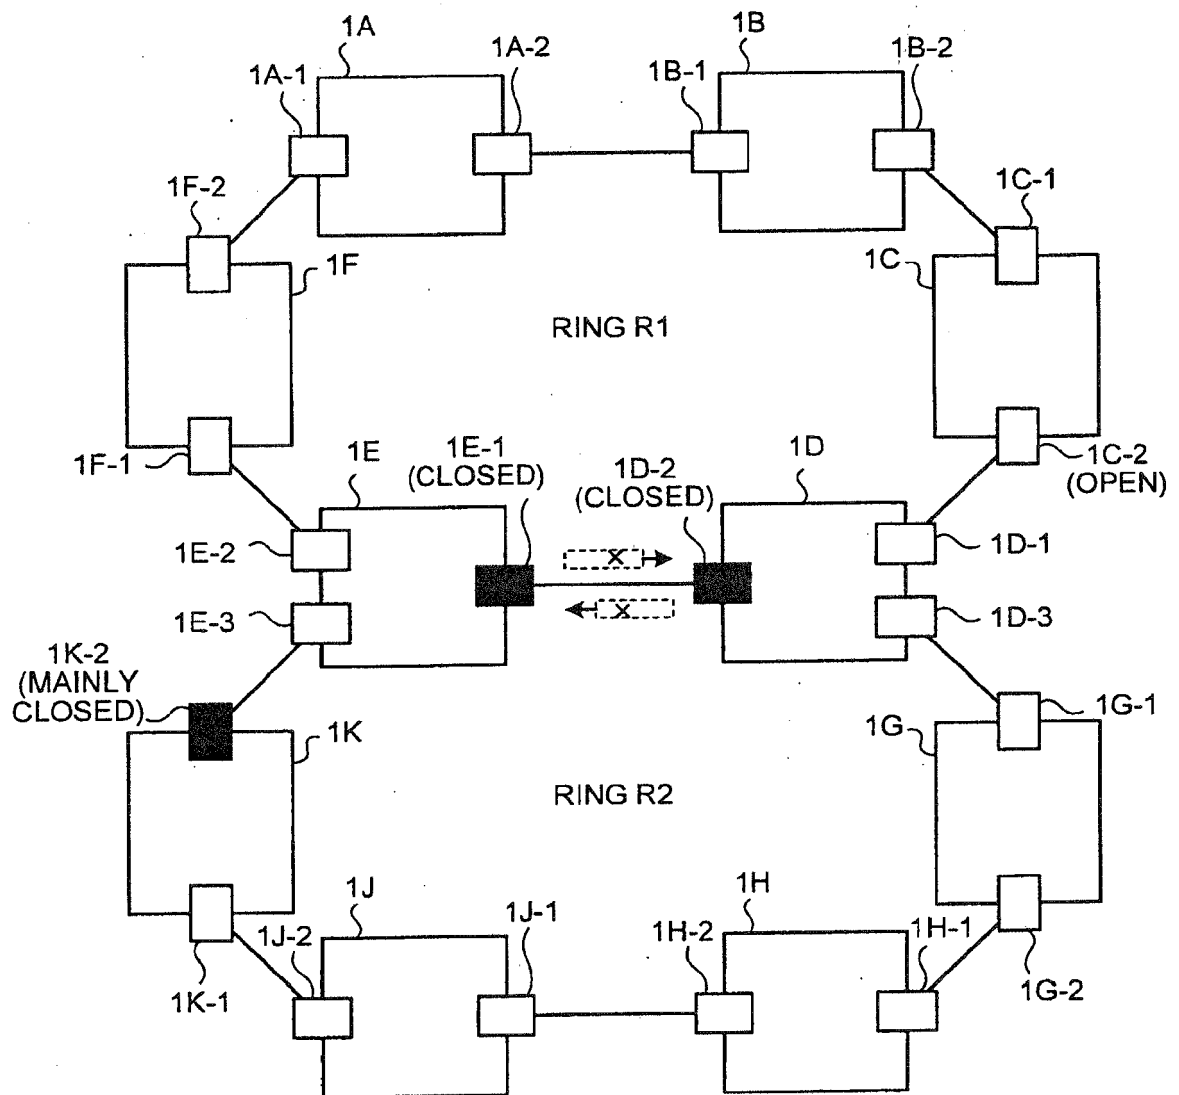 1A
1A-1
1A-2
1B
1B-1
1B-2
1F-2
1C-1
1F
1C
RING R1
1F-1
1E
1E-1
(CLOSED)
1D-2
(CLOSED)
1D
1C-2
(OPEN)
1E-2
1D-1
x
x
1E-3
1D-3
1K-2
(MAINLY
CLOSED)
1K
1G
1G-1
RING R2
1J
1J-1
1J-2
1H
1H-2
1H-1
1K-1
1G-2